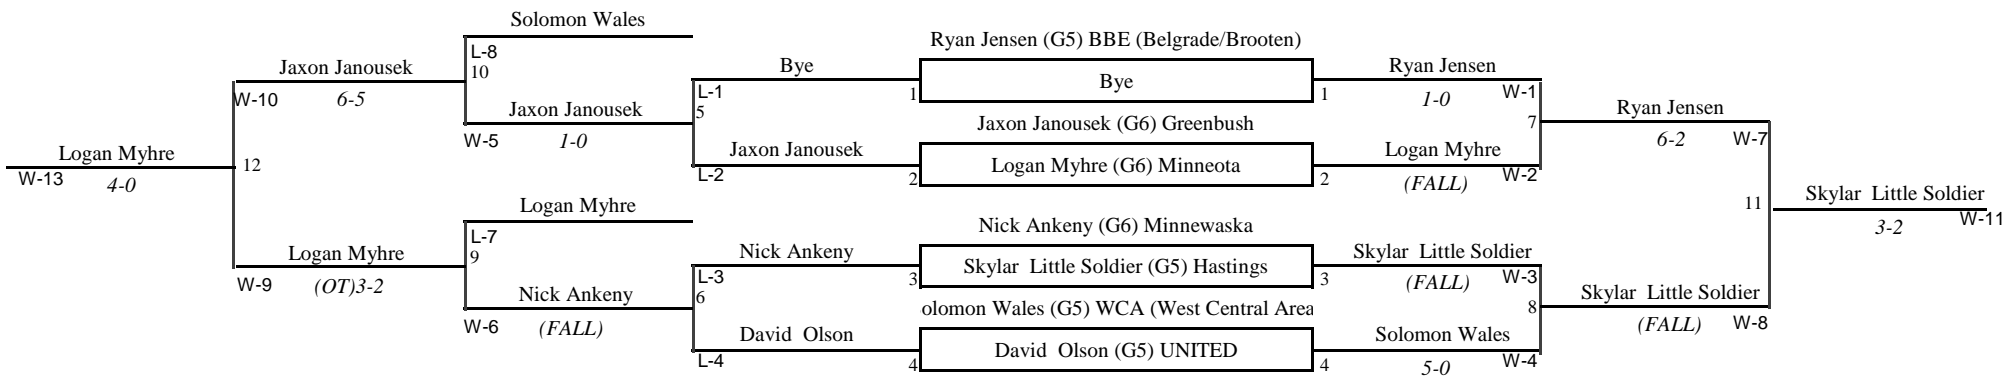 Solomon Wales
L-8
10
Jaxon Janousek
W-10
6-5
Jaxon Janousek
W-5
1-0
Logan Myhre
W-13
4-0
12
Logan Myhre
L-7
9
Logan Myhre
W-9
(OT)3-2
Nick Ankeny
W-6
(FALL)
Bye
L-1
5
1
Jaxon Janousek
L-2
2
Nick Ankeny
L-3
6
3
David Olson
L-4
4
Ryan Jensen (G5) BBE (Belgrade/Brooten)
Bye
Jaxon Janousek (G6) Greenbush
Logan Myhre (G6) Minneota
Nick Ankeny (G6) Minnewaska
Skylar Little Soldier (G5) Hastings
olomon Wales (G5) WCA (West Central Area
David Olson (G5) UNITED
Ryan Jensen
1
1-0
W-1
7
Logan Myhre
2
(FALL)
W-2
Skylar Little Soldier
3
(FALL)
W-3
8
Solomon Wales
4
5-0
W-4
Ryan Jensen
6-2
W-7
11
Skylar Little Soldier
(FALL)
W-8
Skylar Little Soldier
3-2
W-11